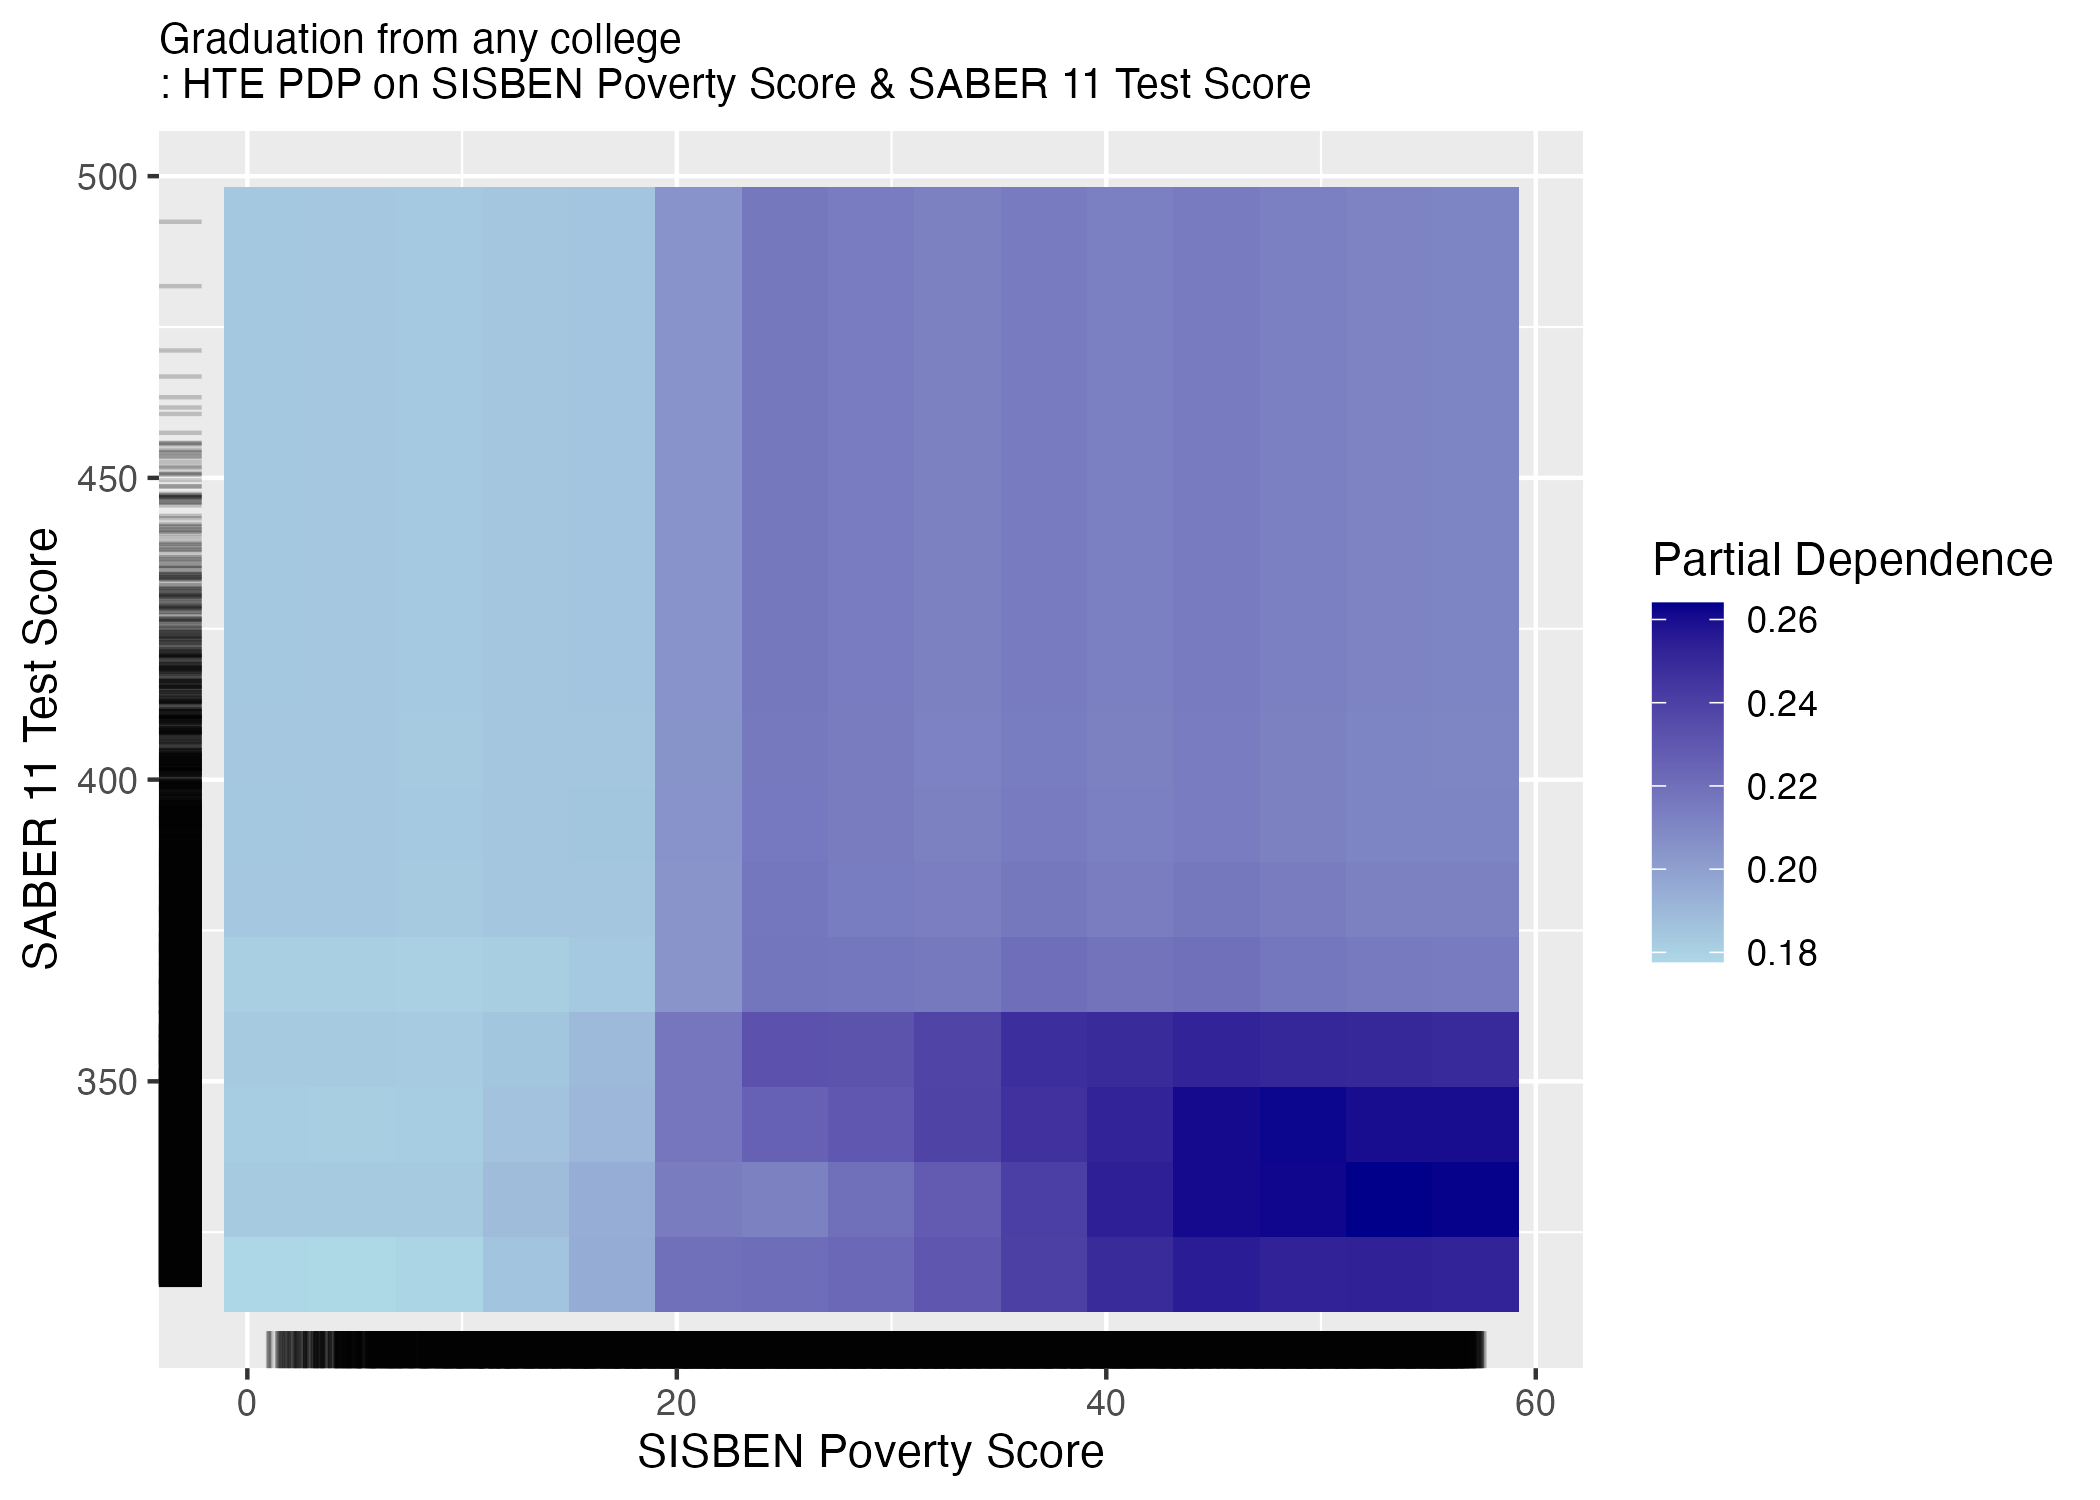 Graduation from any college
: HTE PDP on SISBEN Poverty Score & SABER 11 Test Score
500
450
400
350
SABER 11 Test Score
0
20
40
60
SISBEN Poverty Score
Partial Dependence
0.26
0.24
0.22
0.20
0.18